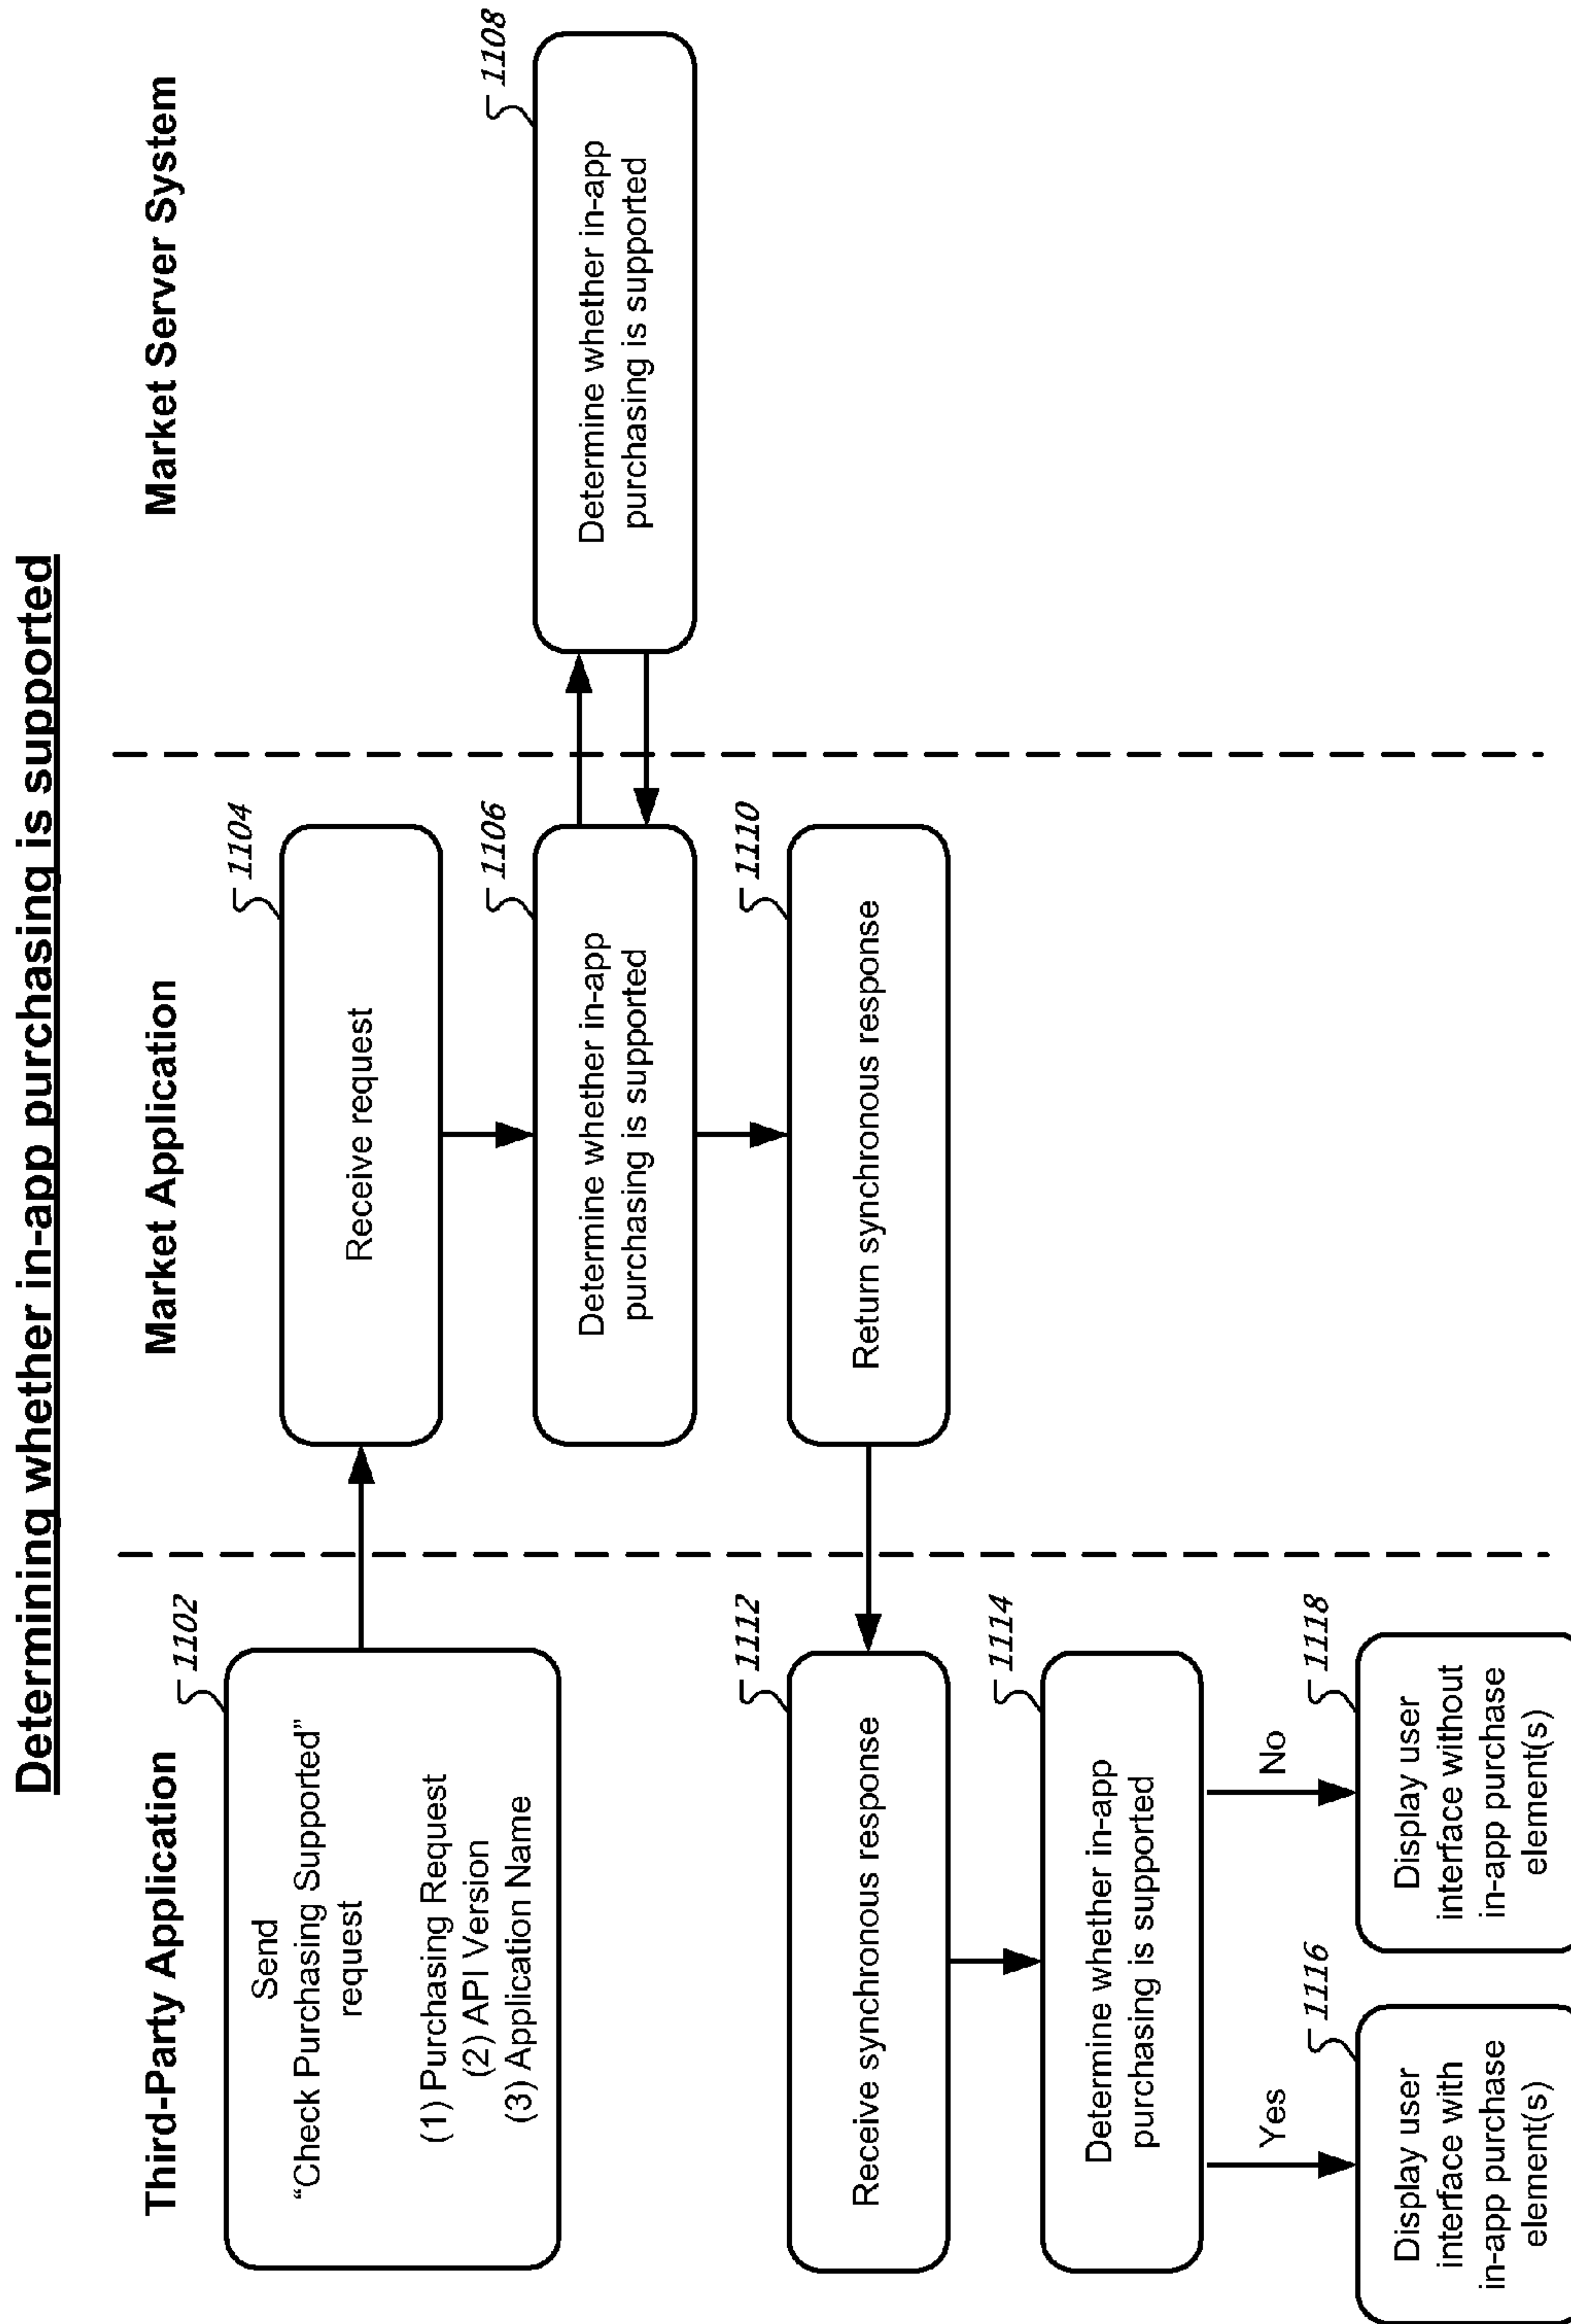 Determining whether in-app purchasing is supported
Third-Party Application
Market Application
Market Server System
1102
Send
“Check Purchasing Supported”
request
(1) Purchasing Request
(2) API Version
(3) Application Name
1104
Receive request
1106
Determine whether in-app
purchasing is supported
1108
Determine whether in-app
purchasing is supported
1110
Return synchronous response
1112
Receive synchronous response
1114
Determine whether in-app
purchasing is supported
Yes
No
1116
Display user
interface with
in-app purchase
element(s)
1118
Display user
interface without
in-app purchase
element(s)